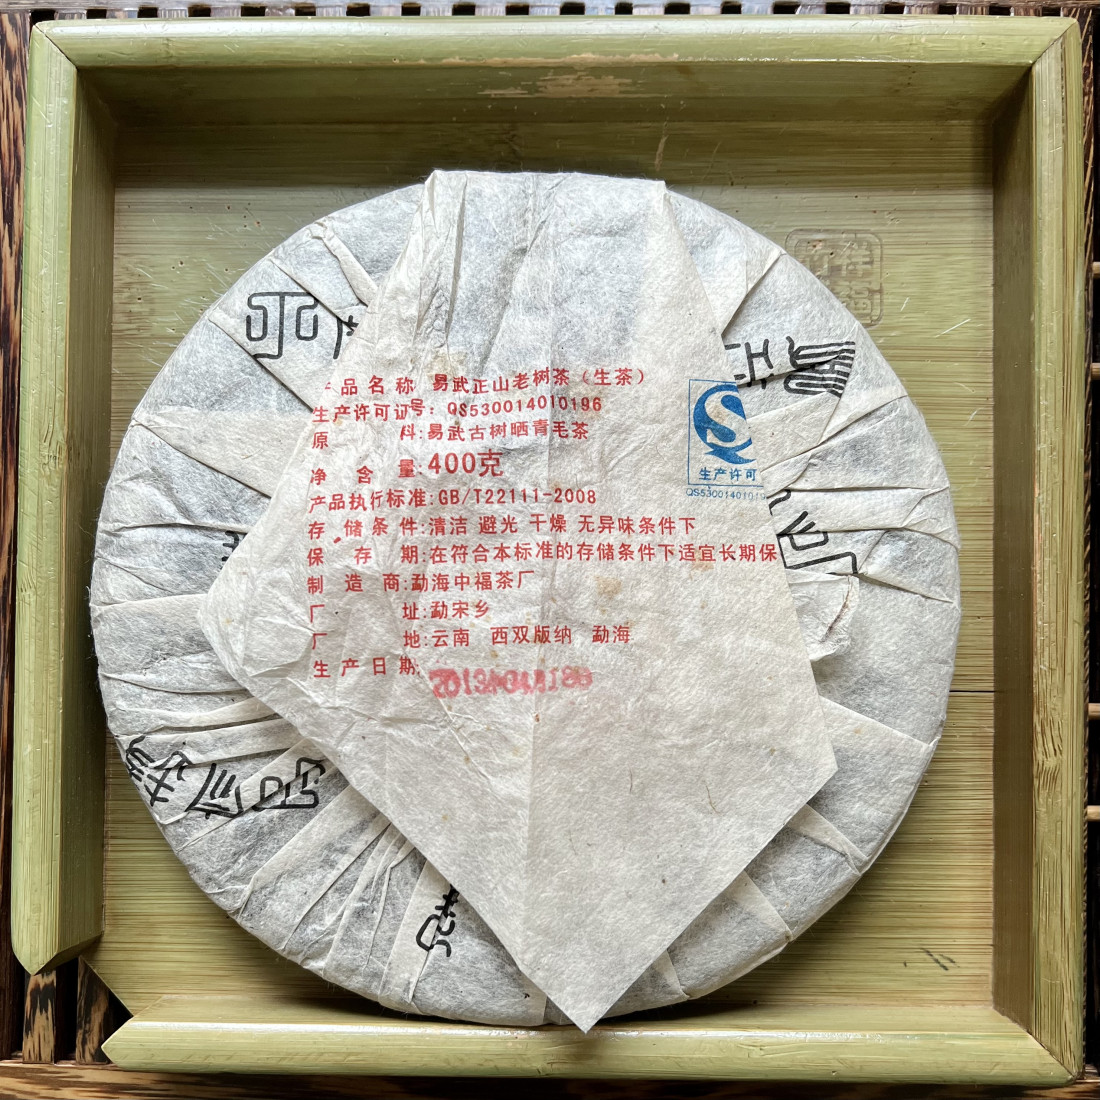 品名称 易武正山老树茶（生茶）
生产许可证号：QS530014010196
原 料:易武古树晒青毛茶
净含量:400克
产品执行标准:GB/T22111-2008
存储条件:清洁 避光 干燥 无异味条件下
保存期:在符合本标准的存储条件下适宜长期保
制造商:勐海中福茶厂
厂址:勐宋乡
厂地:云南 西双版纳 勐海
生产日期:
生产许可
QS53001401019